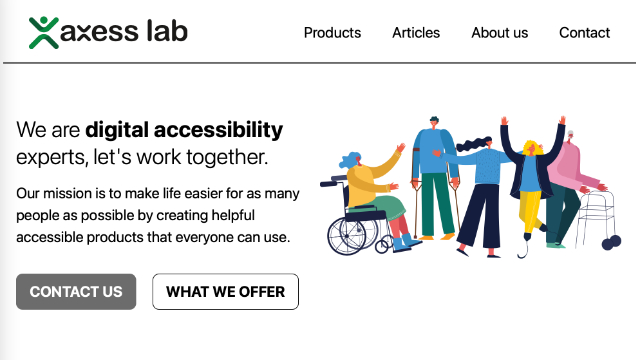 axess lab
Products Articles About us Contact
We are digital accessibility
experts, let's work together.
Our mission is to make life easier for as many
people as possible by creating helpful
accessible products that everyone can use.
CONTACT US WHAT WE OFFER